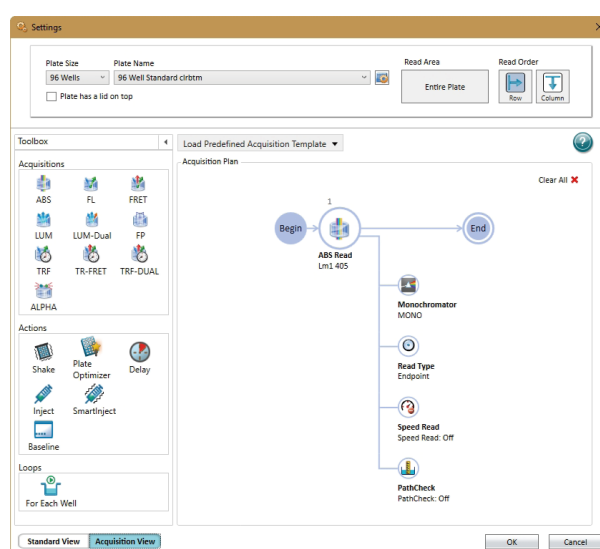 Settings
Plate Size
Plate Name
Read Area
Read Order
96 Wells
96 Well Standard clrbtm
Entire Plate
Plate has a lid on top
Row
Column
Toolbox
Load Predefined Acquisition Template
Acquisitions
Acquisition Plan
Clear All
ABS
FL
FRET
LUM
LUM-Dual
FP
TRF
TR-FRET
TRF-DUAL
ALPHA
Actions
Shake
Plate
Optimizer
Delay
Inject
SmartInject
Baseline
Loops
For Each Well
1
Begin
End
ABS Read
Lm1 405
Monochromator
MONO
Read Type
Endpoint
Speed Read
Speed Read: Off
PathCheck
PathCheck: Off
Standard View
Acquisition View
OK
Cancel